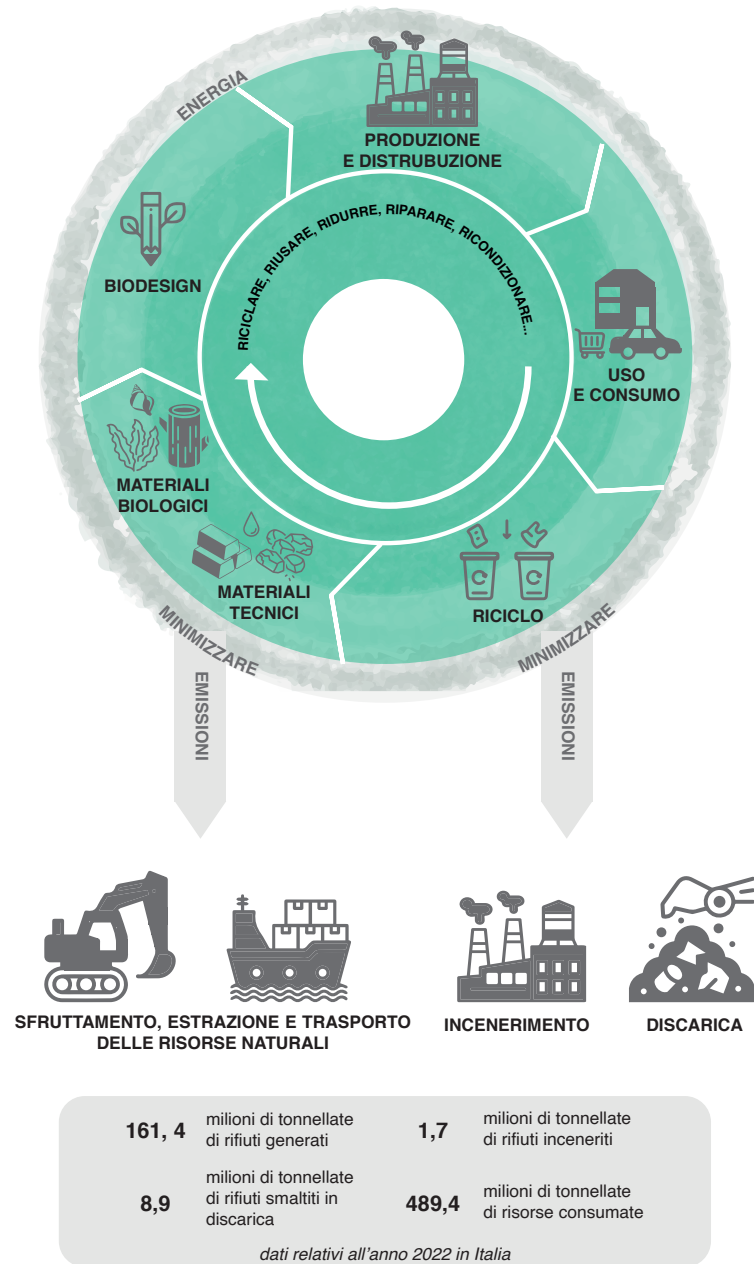 ENERGIA
PRODUZIONE
E DISTRUBUZIONE
RICICLARE, RIUSARE, RIDURRE, RIPARARE, RICONDIZIONARE...
BIODESIGN
USO
E CONSUMO
MATERIALI
BIOLOGICI
MATERIALI
TECNICI
RICICLO
MINIMIZZARE
MINIMIZZARE
EMISSIONI
EMISSIONI
SFRUTTAMENTO, ESTRAZIONE E TRASPORTO
DELLE RISORSE NATURALI
INCENERIMENTO
DISCARICA
161, 4
milioni di tonnellate
di rifiuti generati
1,7
milioni di tonnellate
di rifiuti inceneriti
8,9
milioni di tonnellate
di rifiuti smaltiti in
discarica
489,4
milioni di tonnellate
di risorse consumate
dati relativi all'anno 2022 in Italia